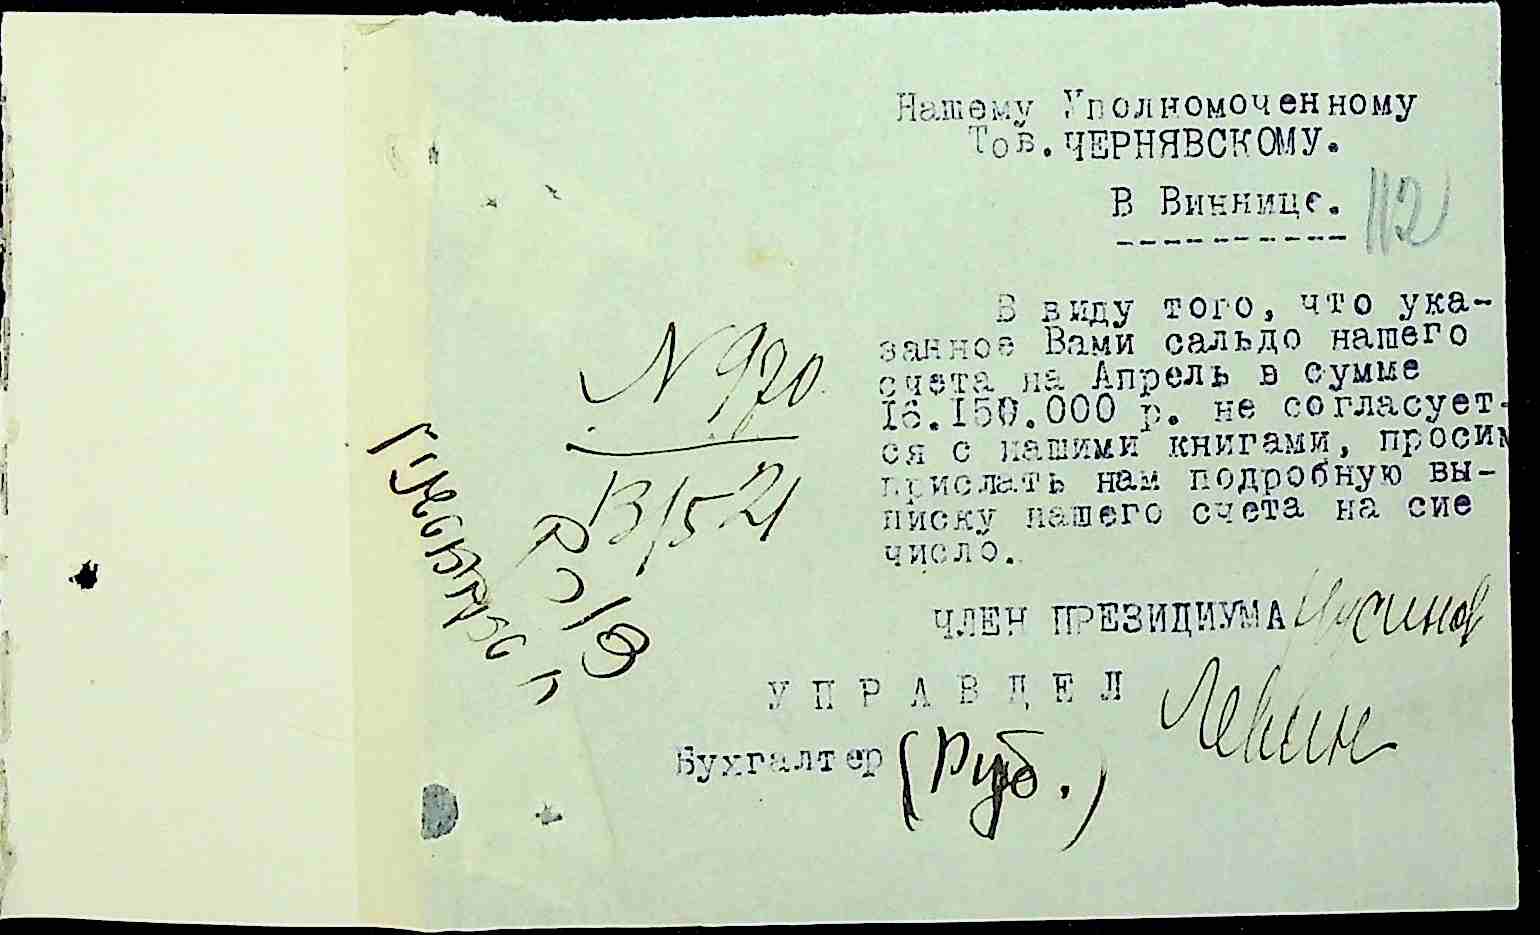 Нашему Уполномоченному
Тов. ЧЕРНЯВСКОМУ.
В Виннице.
----------
112
В виду того, что ука-
занное Вами сальдо нашего
счета на Апрель в сумме
16.150.000 р. не согласует-
ся с нашими книгами, просим
прислать нам подробную вы-
писку нашего счета на сие
число.
N 970
13/5 21
ЧЛЕН ПРЕЗИДИУМА
УПРАВДЕЛ
Бухгалтер (Руб.)